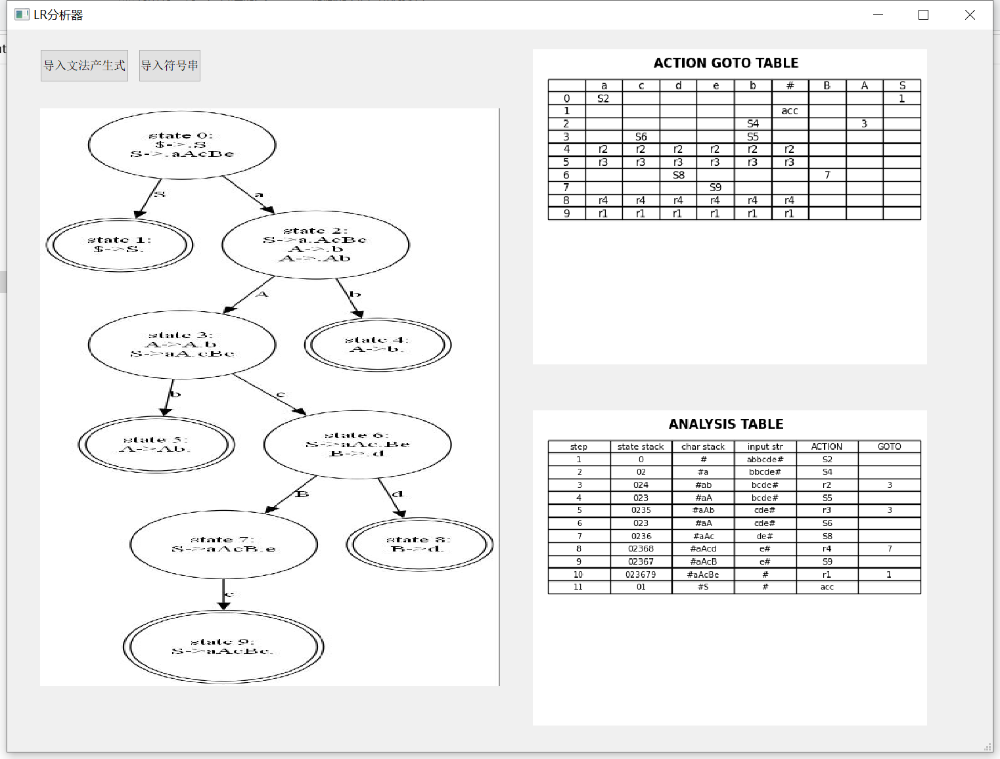 LR分析器
导入文法产生式 导入符号串
state 0:
$->.S
S->.aAcBe
S
a
state 1:
$->S.
state 2:
S->a.AcBe
A->.b
A->.Ab
A
b
state 3:
A->A.b
S->aA.cBe
state 4:
A->b.
b
c
state 5:
A->Ab.
state 6:
S->aAc.Be
B->.d
B
d
state 7:
S->aAcB.e
state 8:
B->d.
e
state 9:
S->aAcBe.
ACTION GOTO TABLE
a c d e b # B A S
0 S2 1
1 acc
2 S4 3
3 S6 S5
4 r2 r2 r2 r2 r2 r2
5 r3 r3 r3 r3 r3 r3
6 S8 7
7 S9
8 r4 r4 r4 r4 r4 r4
9 r1 r1 r1 r1 r1 r1
ANALYSIS TABLE
step state stack char stack input str ACTION GOTO
1 0 # abbcde# S2
2 02 #a bbcde# S4
3 024 #ab bcde# r2 3
4 023 #aA bcde# S5
5 0235 #aAb cde# r3 3
6 023 #aA cde# S6
7 0236 #aAc de# S8
8 02368 #aAcd e# r4 7
9 02367 #aAcB e# S9
10 023679 #aAcBe # r1 1
11 01 #S # acc